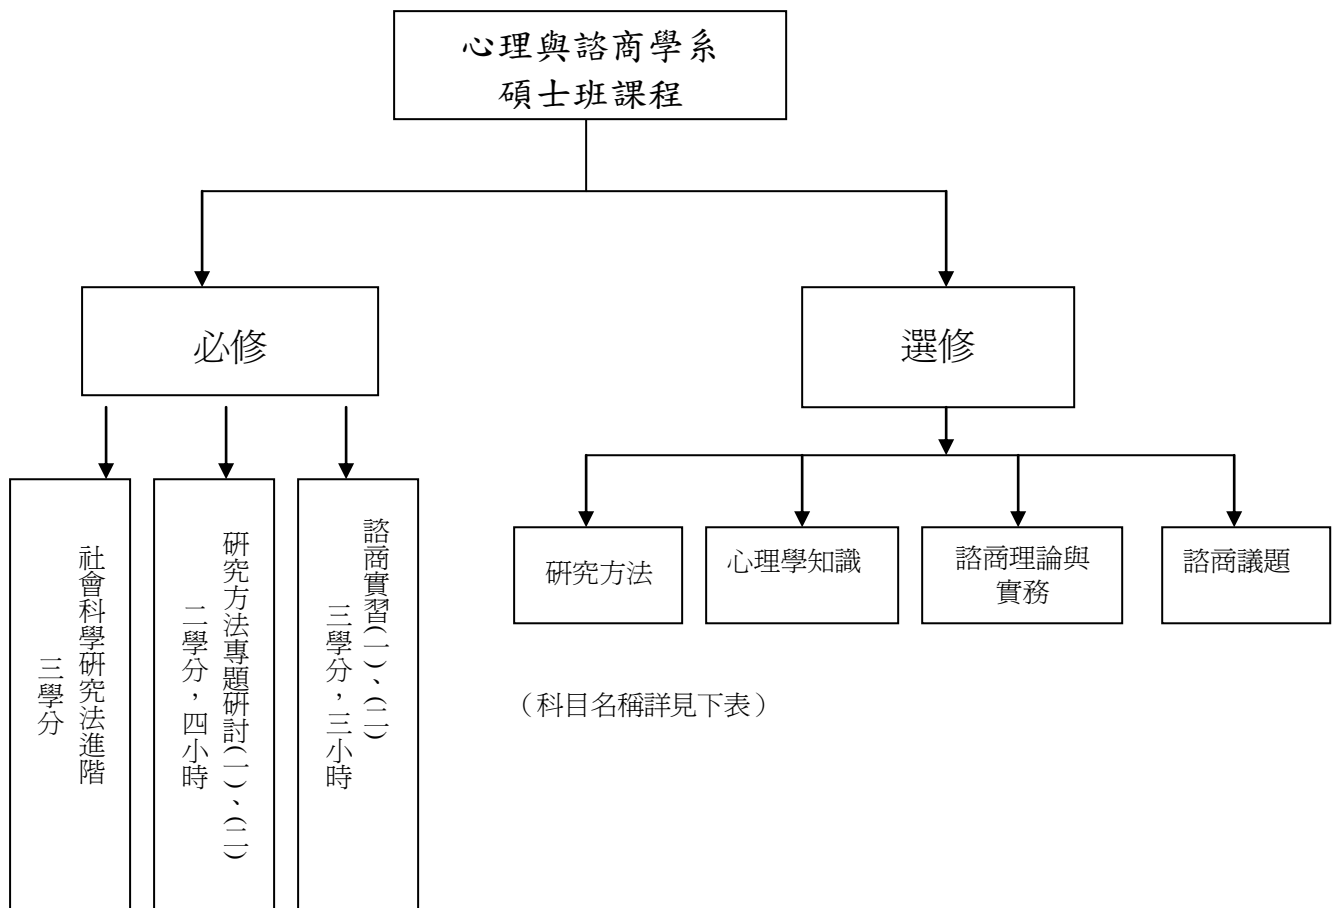 心理與諮商學系
碩士班課程
必修
選修
社會科學研究法進階
三學分
研究方法專題研討(一)、(二)
二學分，四小時
諮商實習(一)、(二)
三學分，三小時
研究方法
心理學知識
諮商理論與
實務
諮商議題
（科目名稱詳見下表）